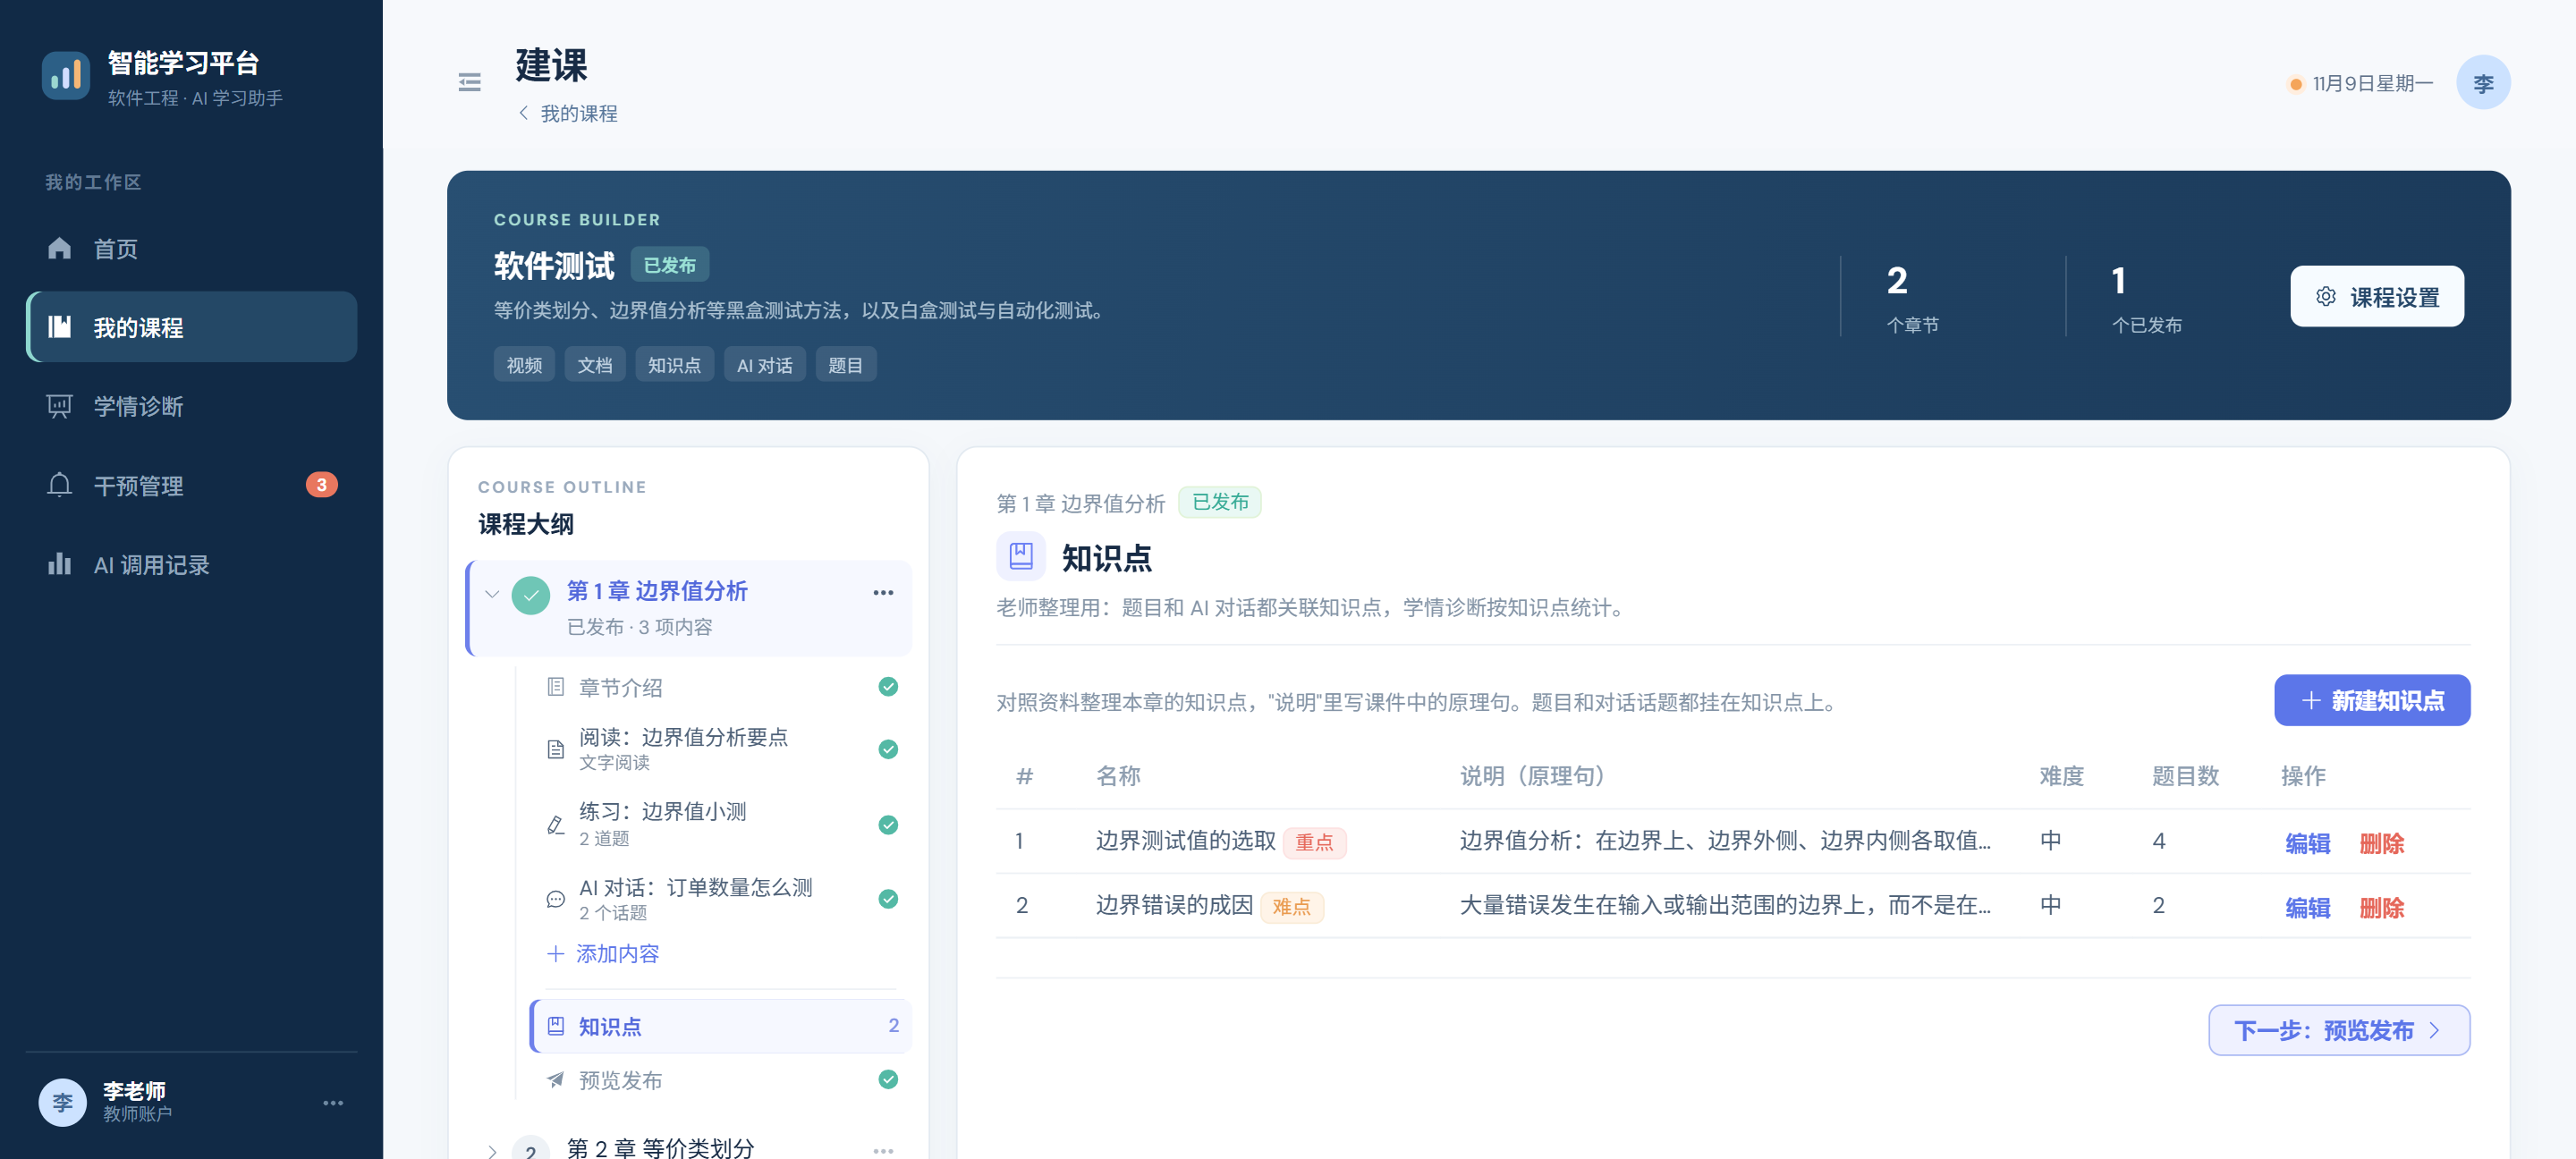 智能学习平台
软件工程 · AI 学习助手
我的工作区
首页
我的课程
学情诊断
干预管理 3
AI 调用记录
李 李老师
教师账户
建课
我的课程
11月9日星期一 李
COURSE BUILDER
软件测试 已发布
等价类划分、边界值分析等黑盒测试方法，以及白盒测试与自动化测试。
视频 文档 知识点 AI 对话 题目
2
个章节
1
个已发布
课程设置
COURSE OUTLINE
课程大纲
第 1 章 边界值分析
已发布 · 3 项内容
章节介绍
阅读：边界值分析要点
文字阅读
练习：边界值小测
2 道题
AI 对话：订单数量怎么测
2 个话题
添加内容
知识点 2
预览发布
2 第 2 章 等价类划分
第 1 章 边界值分析 已发布
知识点
老师整理用：题目和 AI 对话都关联知识点，学情诊断按知识点统计。
对照资料整理本章的知识点，"说明"里写课件中的原理句。题目和对话话题都挂在知识点上。
新建知识点
# 名称 说明（原理句） 难度 题目数 操作
1 边界测试值的选取 重点 边界值分析：在边界上、边界外侧、边界内侧各取值... 中 4 编辑 删除
2 边界错误的成因 难点 大量错误发生在输入或输出范围的边界上，而不是在... 中 2 编辑 删除
下一步：预览发布